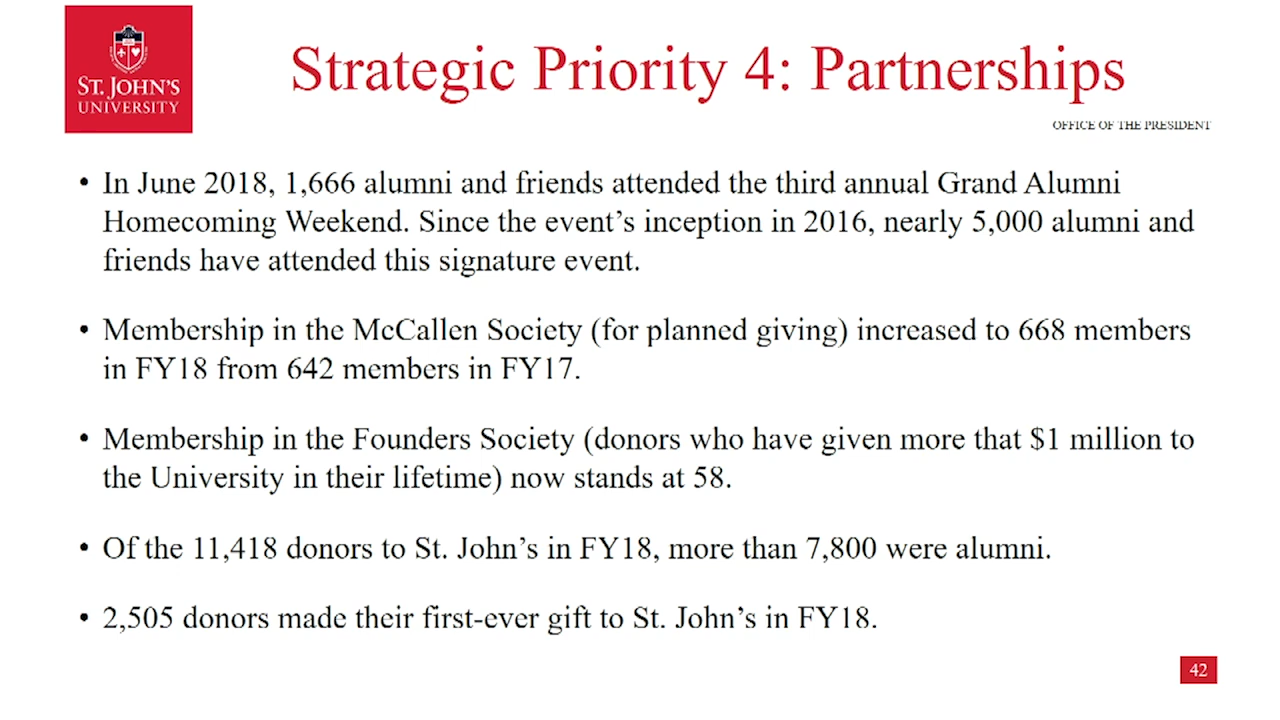 ST. JOHN'S
UNIVERSITY
Strategic Priority 4: Partnerships
OFFICE OF THE PRESIDENT
• In June 2018, 1,666 alumni and friends attended the third annual Grand Alumni
Homecoming Weekend. Since the event's inception in 2016, nearly 5,000 alumni and
friends have attended this signature event.
• Membership in the McCallen Society (for planned giving) increased to 668 members
in FY18 from 642 members in FY17.
• Membership in the Founders Society (donors who have given more that $1 million to
the University in their lifetime) now stands at 58.
• Of the 11,418 donors to St. John's in FY18, more than 7,800 were alumni.
• 2,505 donors made their first-ever gift to St. John's in FY18.
42